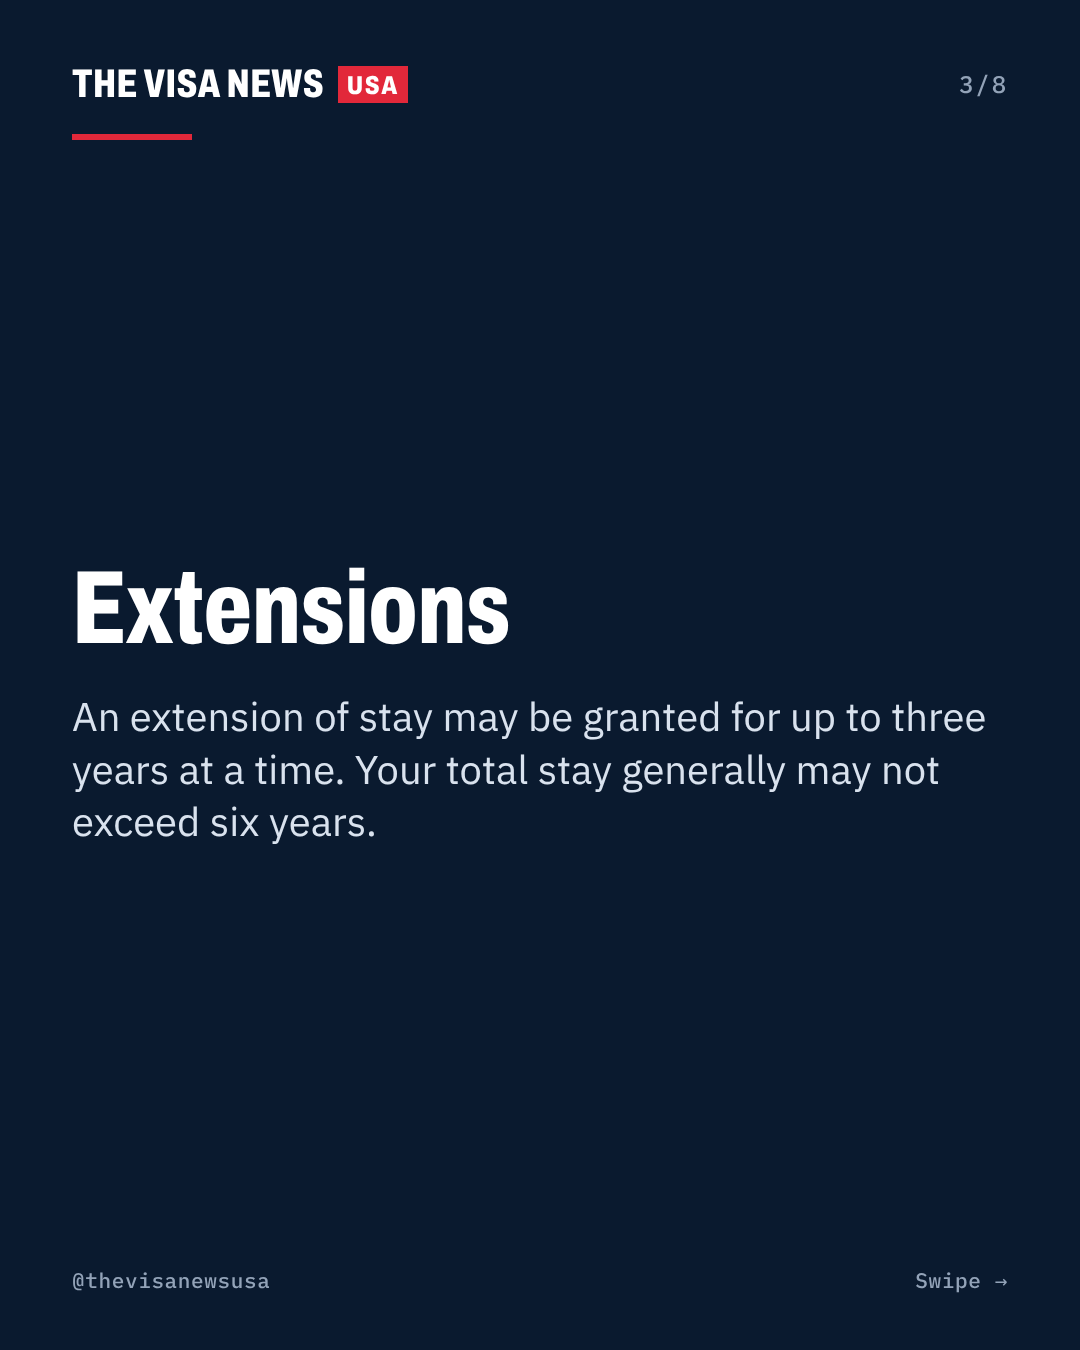 THE VISA NEWS USA
3/8
Extensions
An extension of stay may be granted for up to three
years at a time. Your total stay generally may not
exceed six years.
@thevisanewsusa
Swipe →